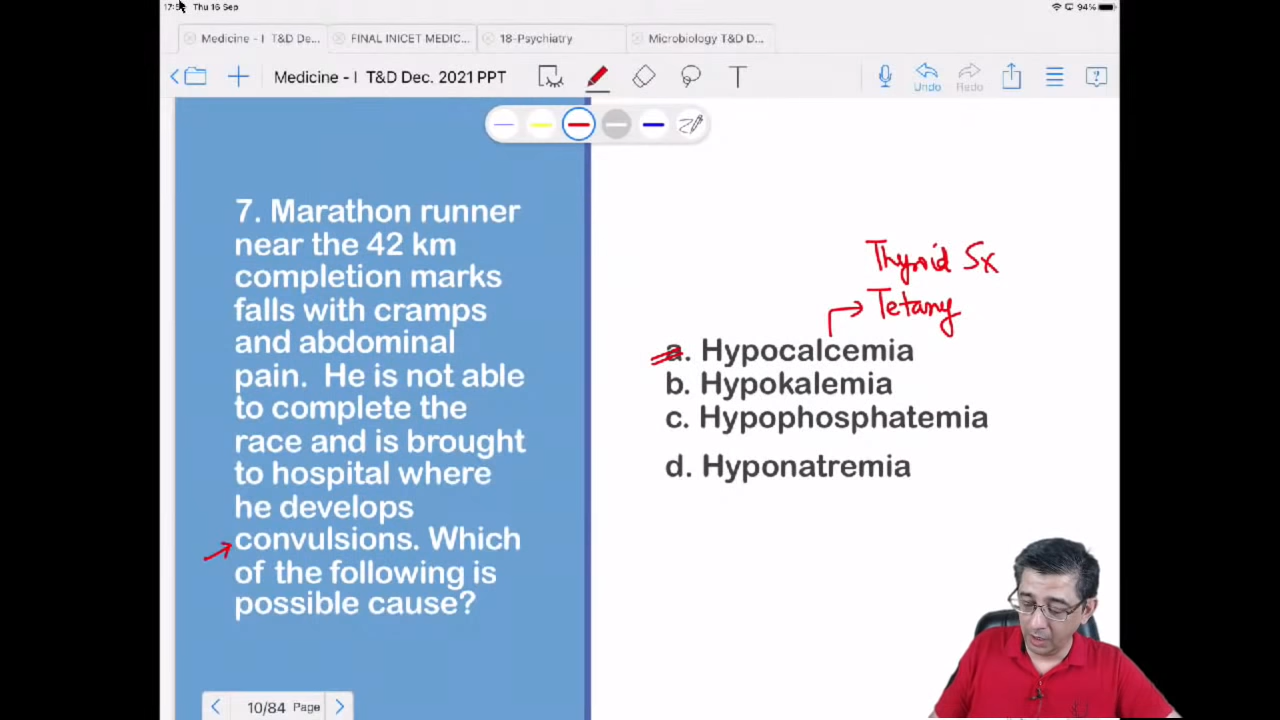 Thu 16 Sep
94%
Medicine - I T&D De...
FINAL INICET MEDIC...
18-Psychiatry
Microbiology T&D D...
Medicine - I T&D Dec. 2021 PPT
T
Undo
Redo
7. Marathon runner
near the 42 km
completion marks
falls with cramps
and abdominal
pain. He is not able
to complete the
race and is brought
to hospital where
he develops
convulsions. Which
of the following is
possible cause?
Thyroid Sx
Tetany
a. Hypocalcemia
b. Hypokalemia
c. Hypophosphatemia
d. Hyponatremia
10/84 Page